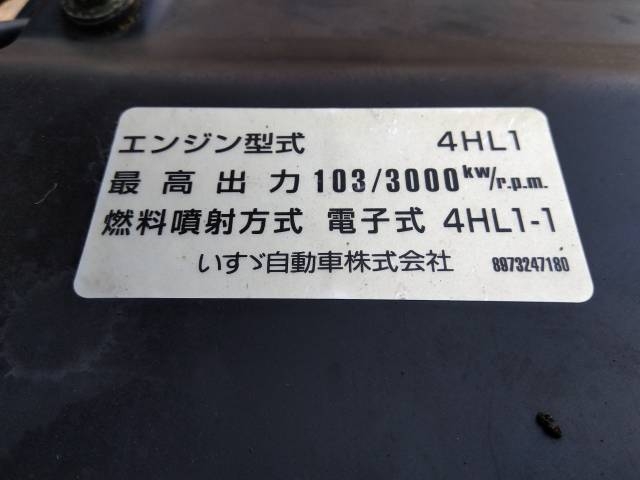 エンジン型式 4HL1
最高出力 103/3000kw/r.p.m.
燃料噴射方式 電子式 4HL1-1
いすゞ自動車株式会社 8973247180